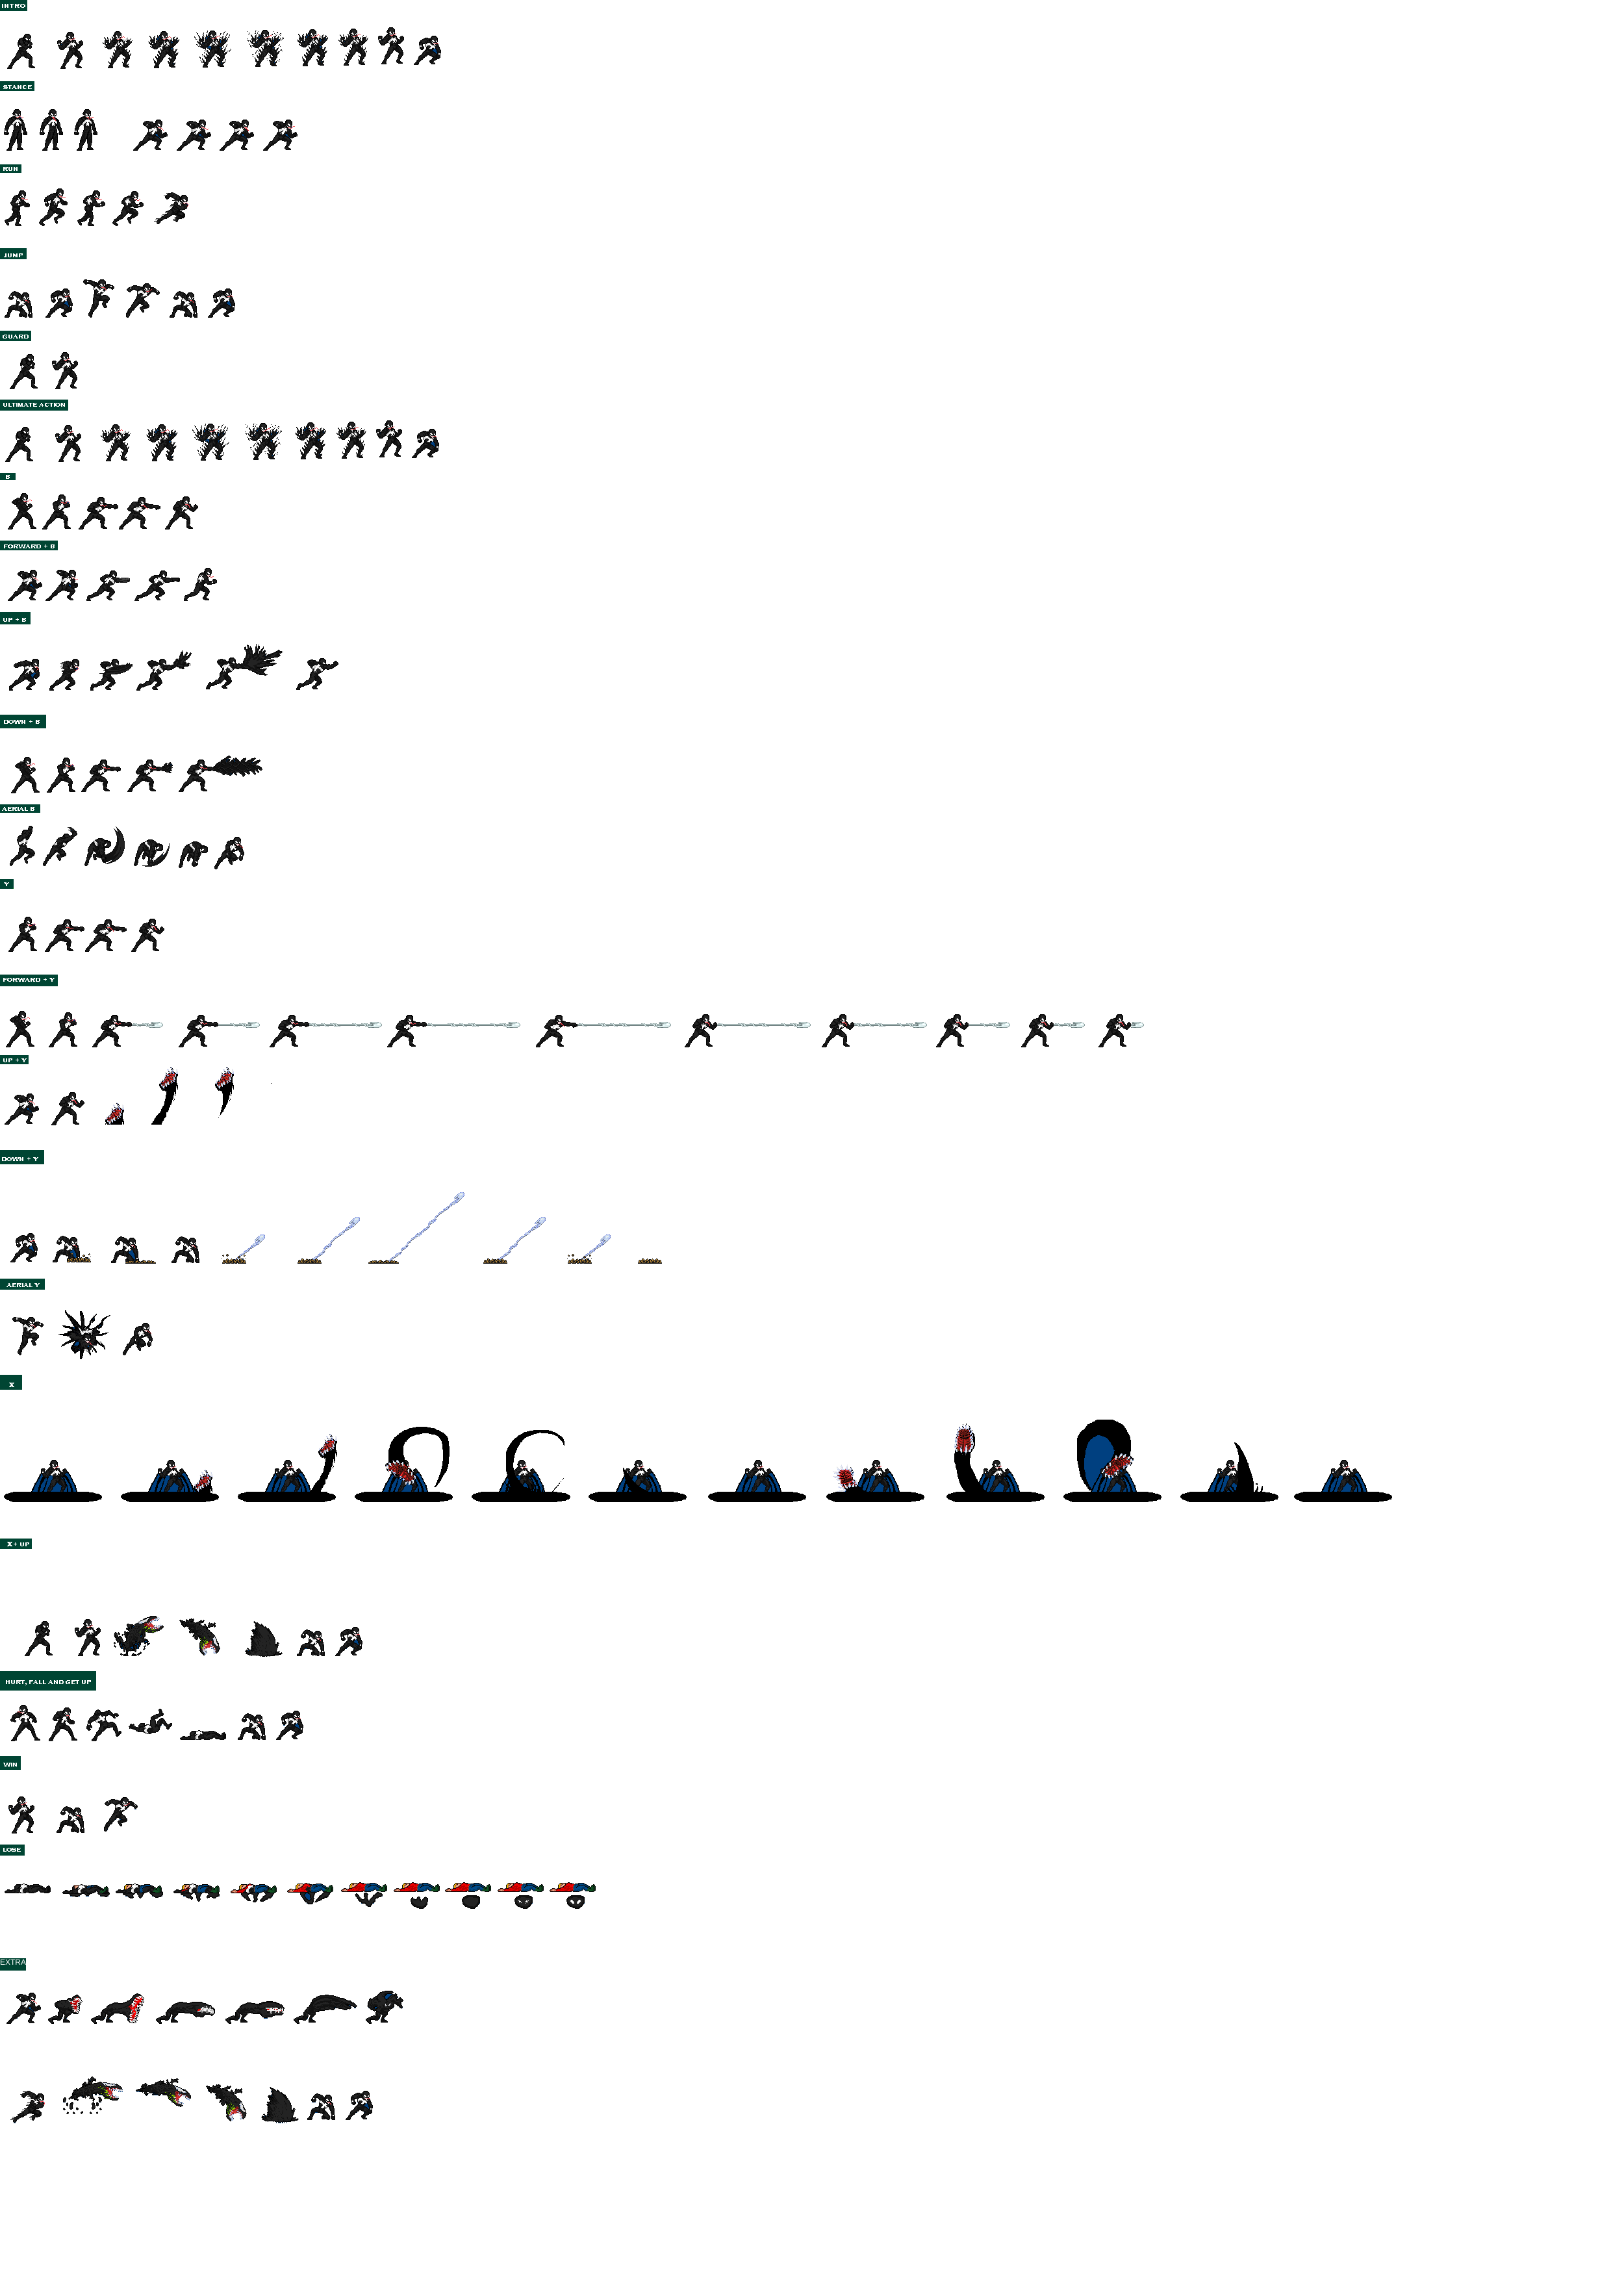 INTRO
STANCE
RUN
JUMP
GUARD
ULTIMATE ACTION
B
FORWARD + B
UP + B
DOWN + B
AERIAL B
Y
FORWARD + Y
UP + Y
DOWN + Y
AERIAL Y
X
X + UP
HURT, FALL AND GET UP
WIN
LOSE
EXTRA